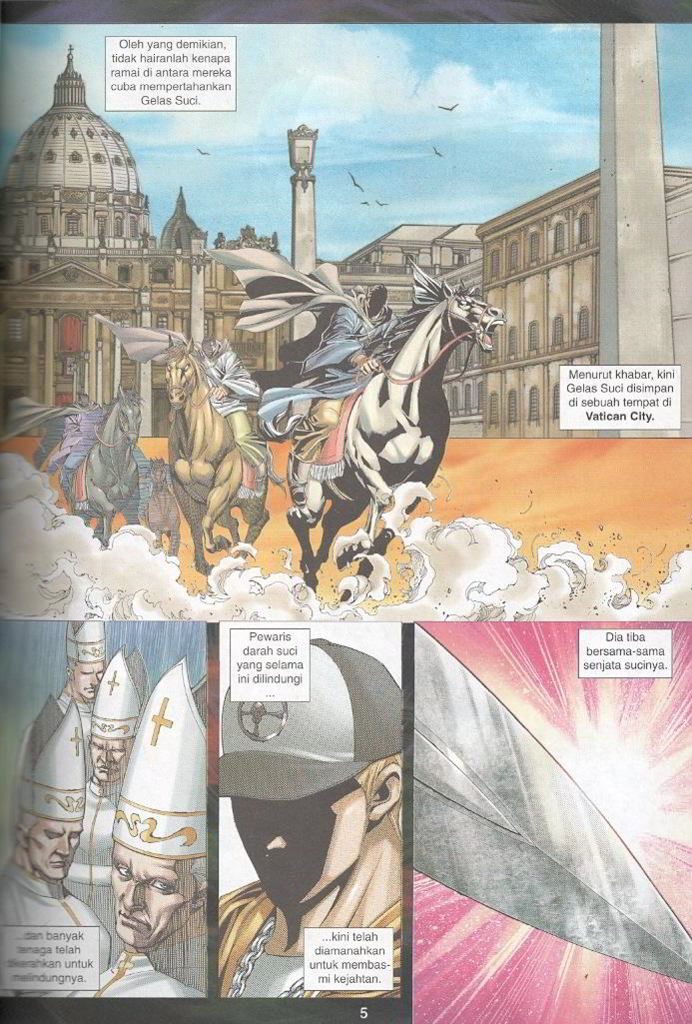 Oleh yang demikian,
tidak hairanlah kenapa
ramai di antara mereka
cuba mempertahankan
Gelas Suci.
Menurut khabar, kini
Gelas Suci disimpan
di sebuah tempat di
Vatican City.
...dan banyak
tenaga telah
dikerahkan untuk
melindungnya.
Pewaris
darah suci
yang selama
ini dilindungi
...
...kini telah
diamanahkan
untuk membas-
mi kejahtan.
Dia tiba
bersama-sama
senjata sucinya.
5